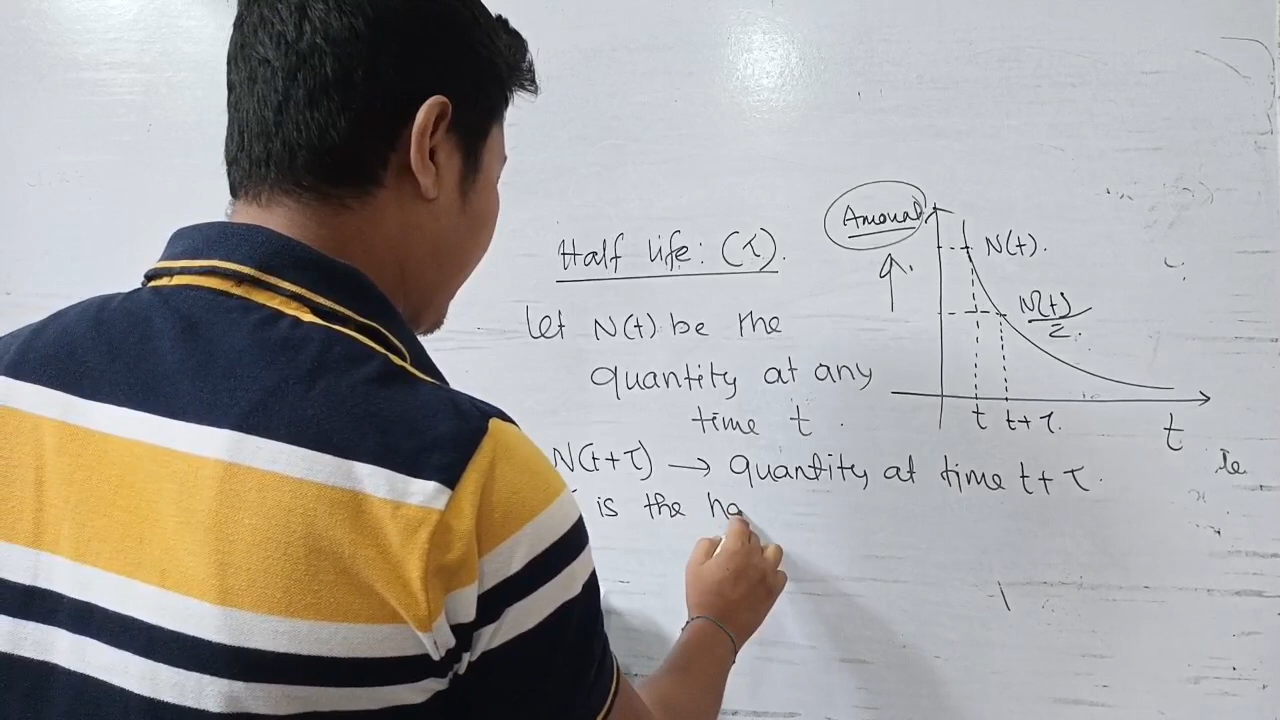 Half life: (τ).
let N(t) be the
quantity at any
time t.
N(t+τ) → quantity at time t+τ.
is the ha
Amount
N(t).
N(t)/2.
t t+τ.
t